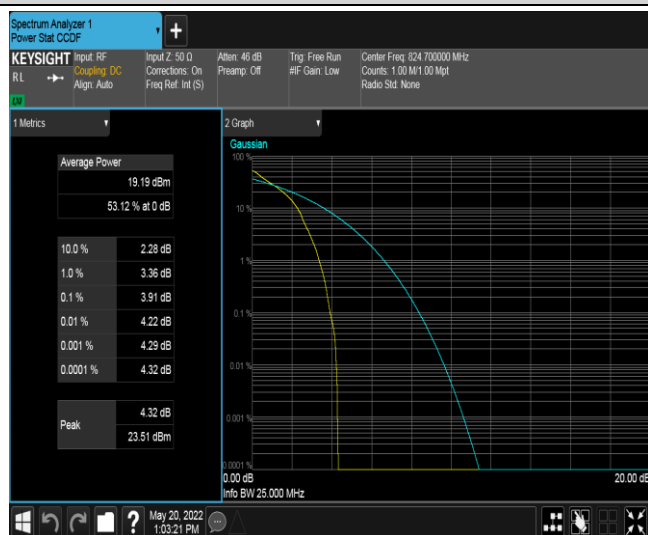 Spectrum Analyzer 1
Power Stat CCDF
KEYSIGHT
RL
LXI
Input: RF
Coupling: DC
Align: Auto
Input Z: 50 Ω
Corrections: On
Freq Ref: Int (S)
Atten: 46 dB
Preamp: Off
Trig: Free Run
#IF Gain: Low
Center Freq: 824.700000 MHz
Counts: 1.00 M/1.00 Mpt
Radio Std: None
1 Metrics
Average Power
19.19 dBm
53.12 % at 0 dB
10.0 % 2.28 dB
1.0 % 3.36 dB
0.1 % 3.91 dB
0.01 % 4.22 dB
0.001 % 4.29 dB
0.0001 % 4.32 dB
Peak
4.32 dB
23.51 dBm
2 Graph
Gaussian
100 %
10 %
1 %
0.1 %
0.01 %
0.001 %
0.0001 %
0.00 dB 20.00 dB
Info BW 25.000 MHz
May 20, 2022
1:03:21 PM